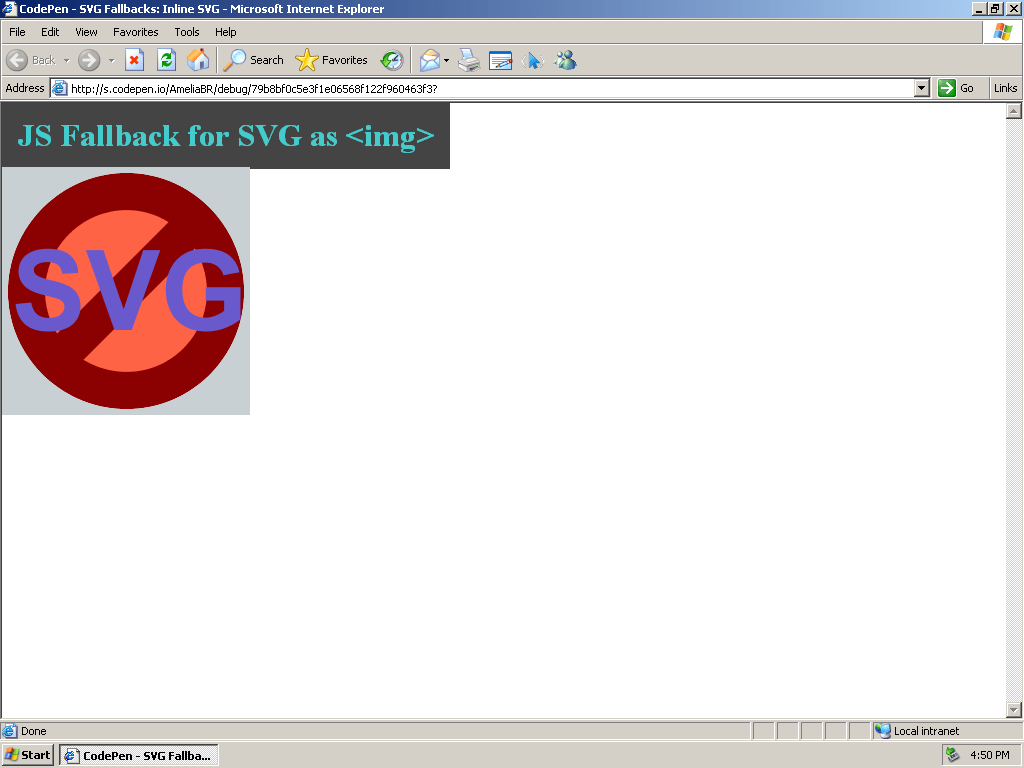 CodePen - SVG Fallbacks: Inline SVG - Microsoft Internet Explorer
File Edit View Favorites Tools Help
Back Search Favorites
Address http://s.codepen.io/AmeliaBR/debug/79b8bf0c5e3f1e06568f122f960463f3? Go Links
JS Fallback for SVG as <img>
SVG
Done Local intranet
Start CodePen - SVG Fallba... 4:50 PM